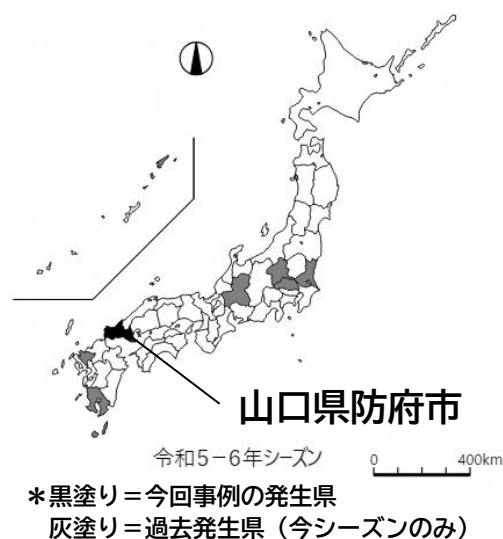 山口県防府市
令和5-6年シーズン
0 400km
*黒塗り=今回事例の発生県
灰塗り=過去発生県(今シーズンのみ)